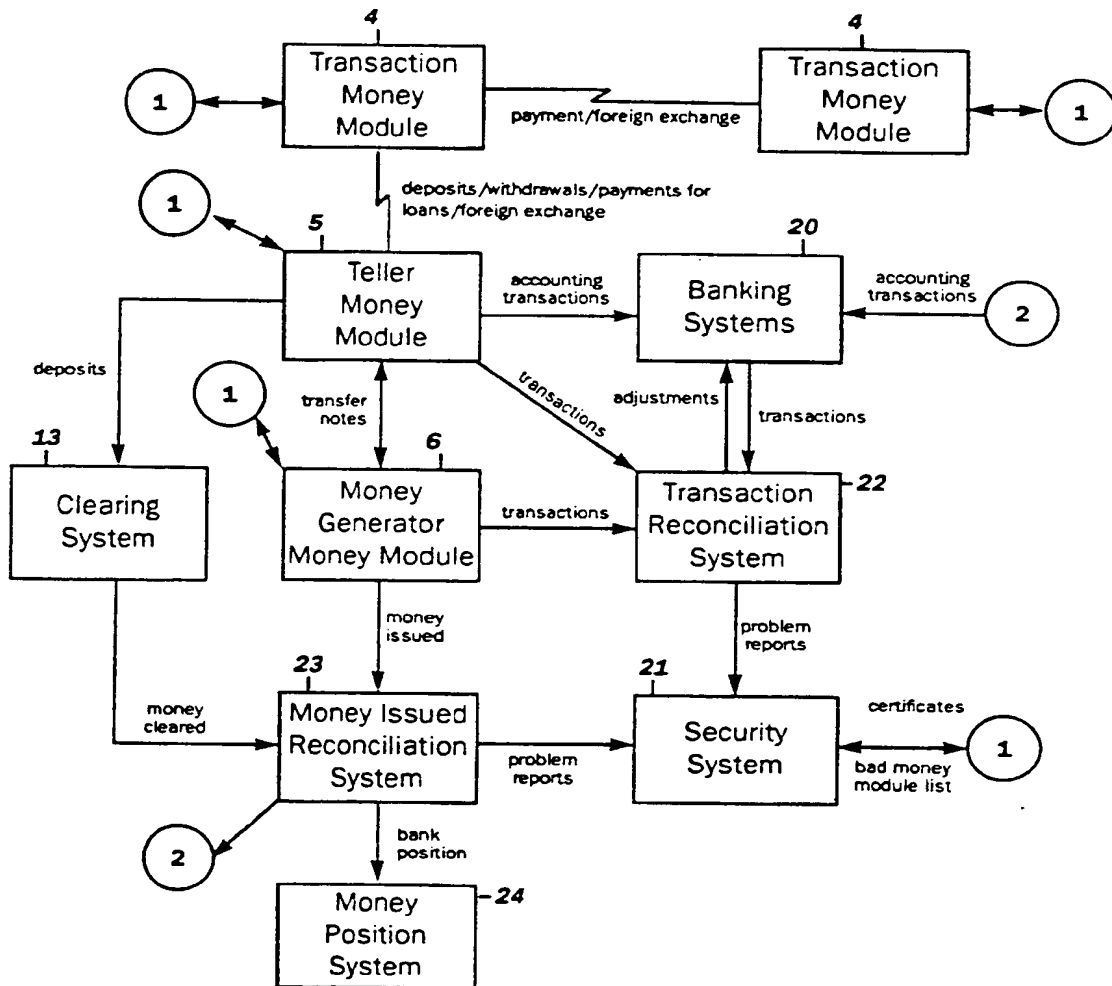 4
4
Transaction
Money
Module
Transaction
Money
Module
1
1
payment/foreign exchange
deposits/withdrawals/payments for
loans/foreign exchange
1
5
20
Teller
Money
Module
accounting
transactions
Banking
Systems
accounting
transactions
2
deposits
1
transfer
notes
transactions
adjustments
transactions
13
6
22
Clearing
System
Money
Generator
Money Module
transactions
Transaction
Reconciliation
System
money
issued
problem
reports
23
21
money
cleared
Money Issued
Reconciliation
System
problem
reports
Security
System
certificates
bad money
module list
1
2
bank
position
24
Money
Position
System